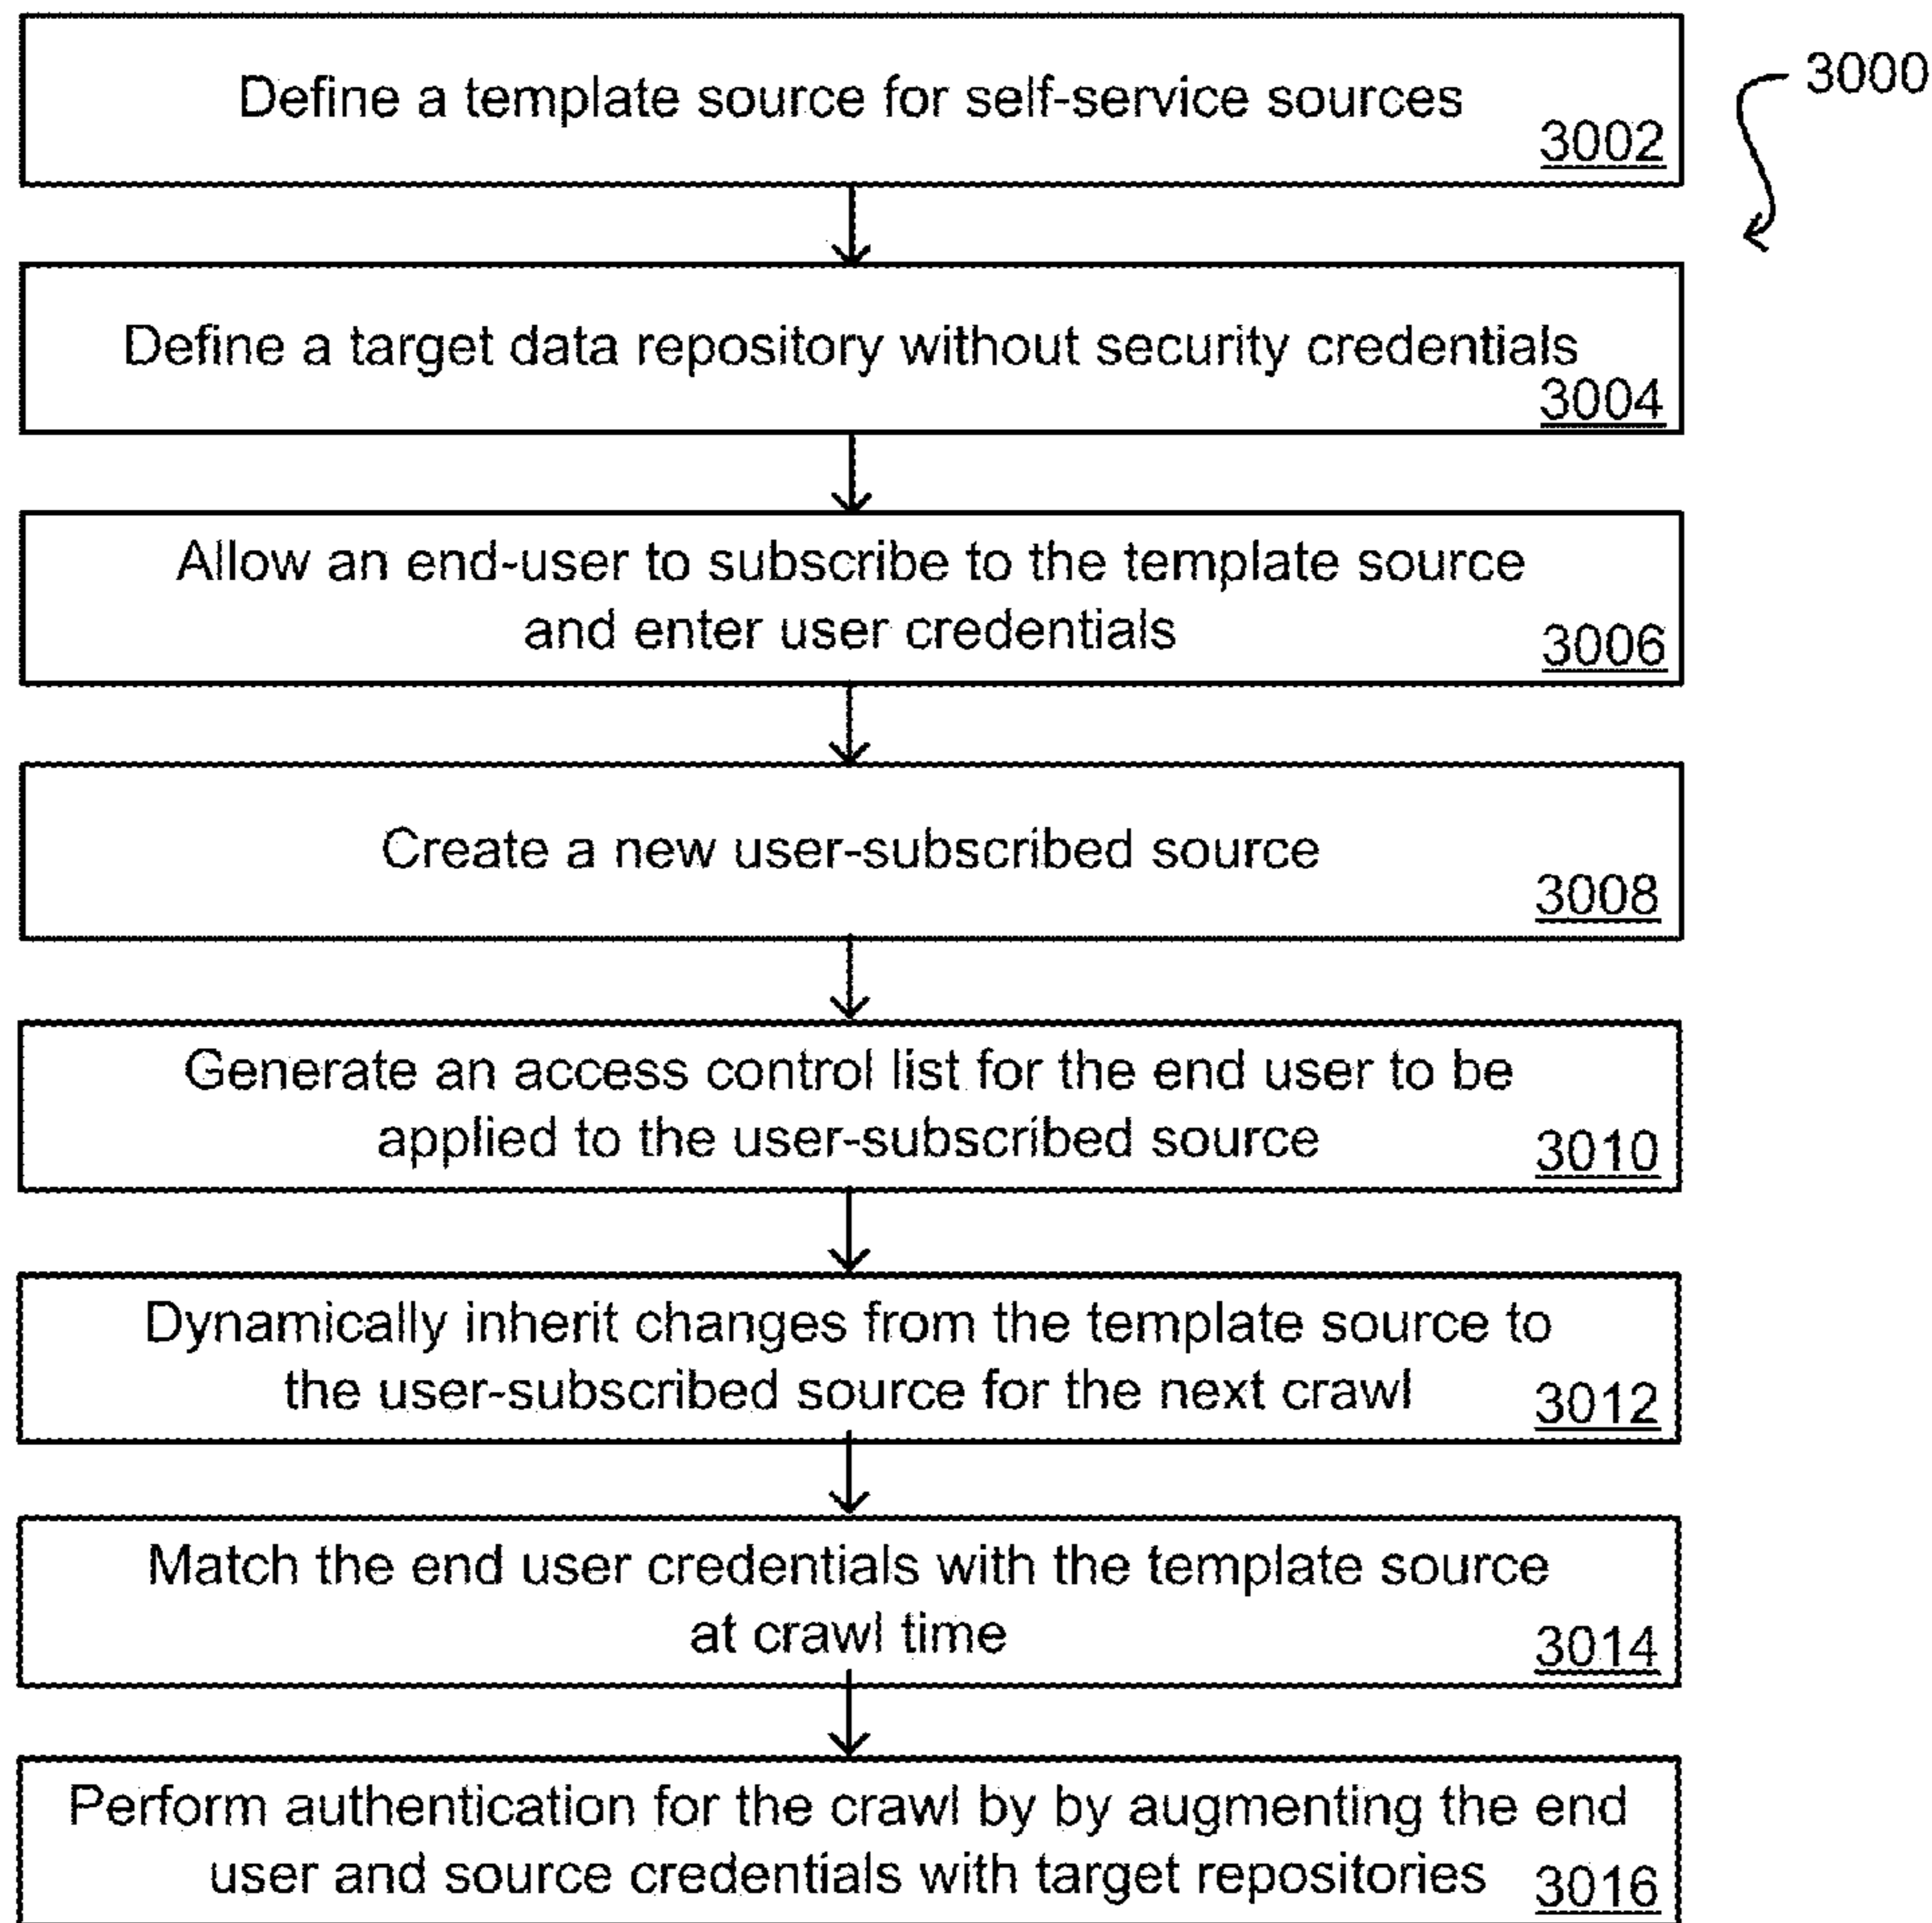 Define a template source for self-service sources
3002
3000
Define a target data repository without security credentials
3004
Allow an end-user to subscribe to the template source
and enter user credentials
3006
Create a new user-subscribed source
3008
Generate an access control list for the end user to be
applied to the user-subscribed source
3010
Dynamically inherit changes from the template source to
the user-subscribed source for the next crawl
3012
Match the end user credentials with the template source
at crawl time
3014
Perform authentication for the crawl by by augmenting the end
user and source credentials with target repositories
3016